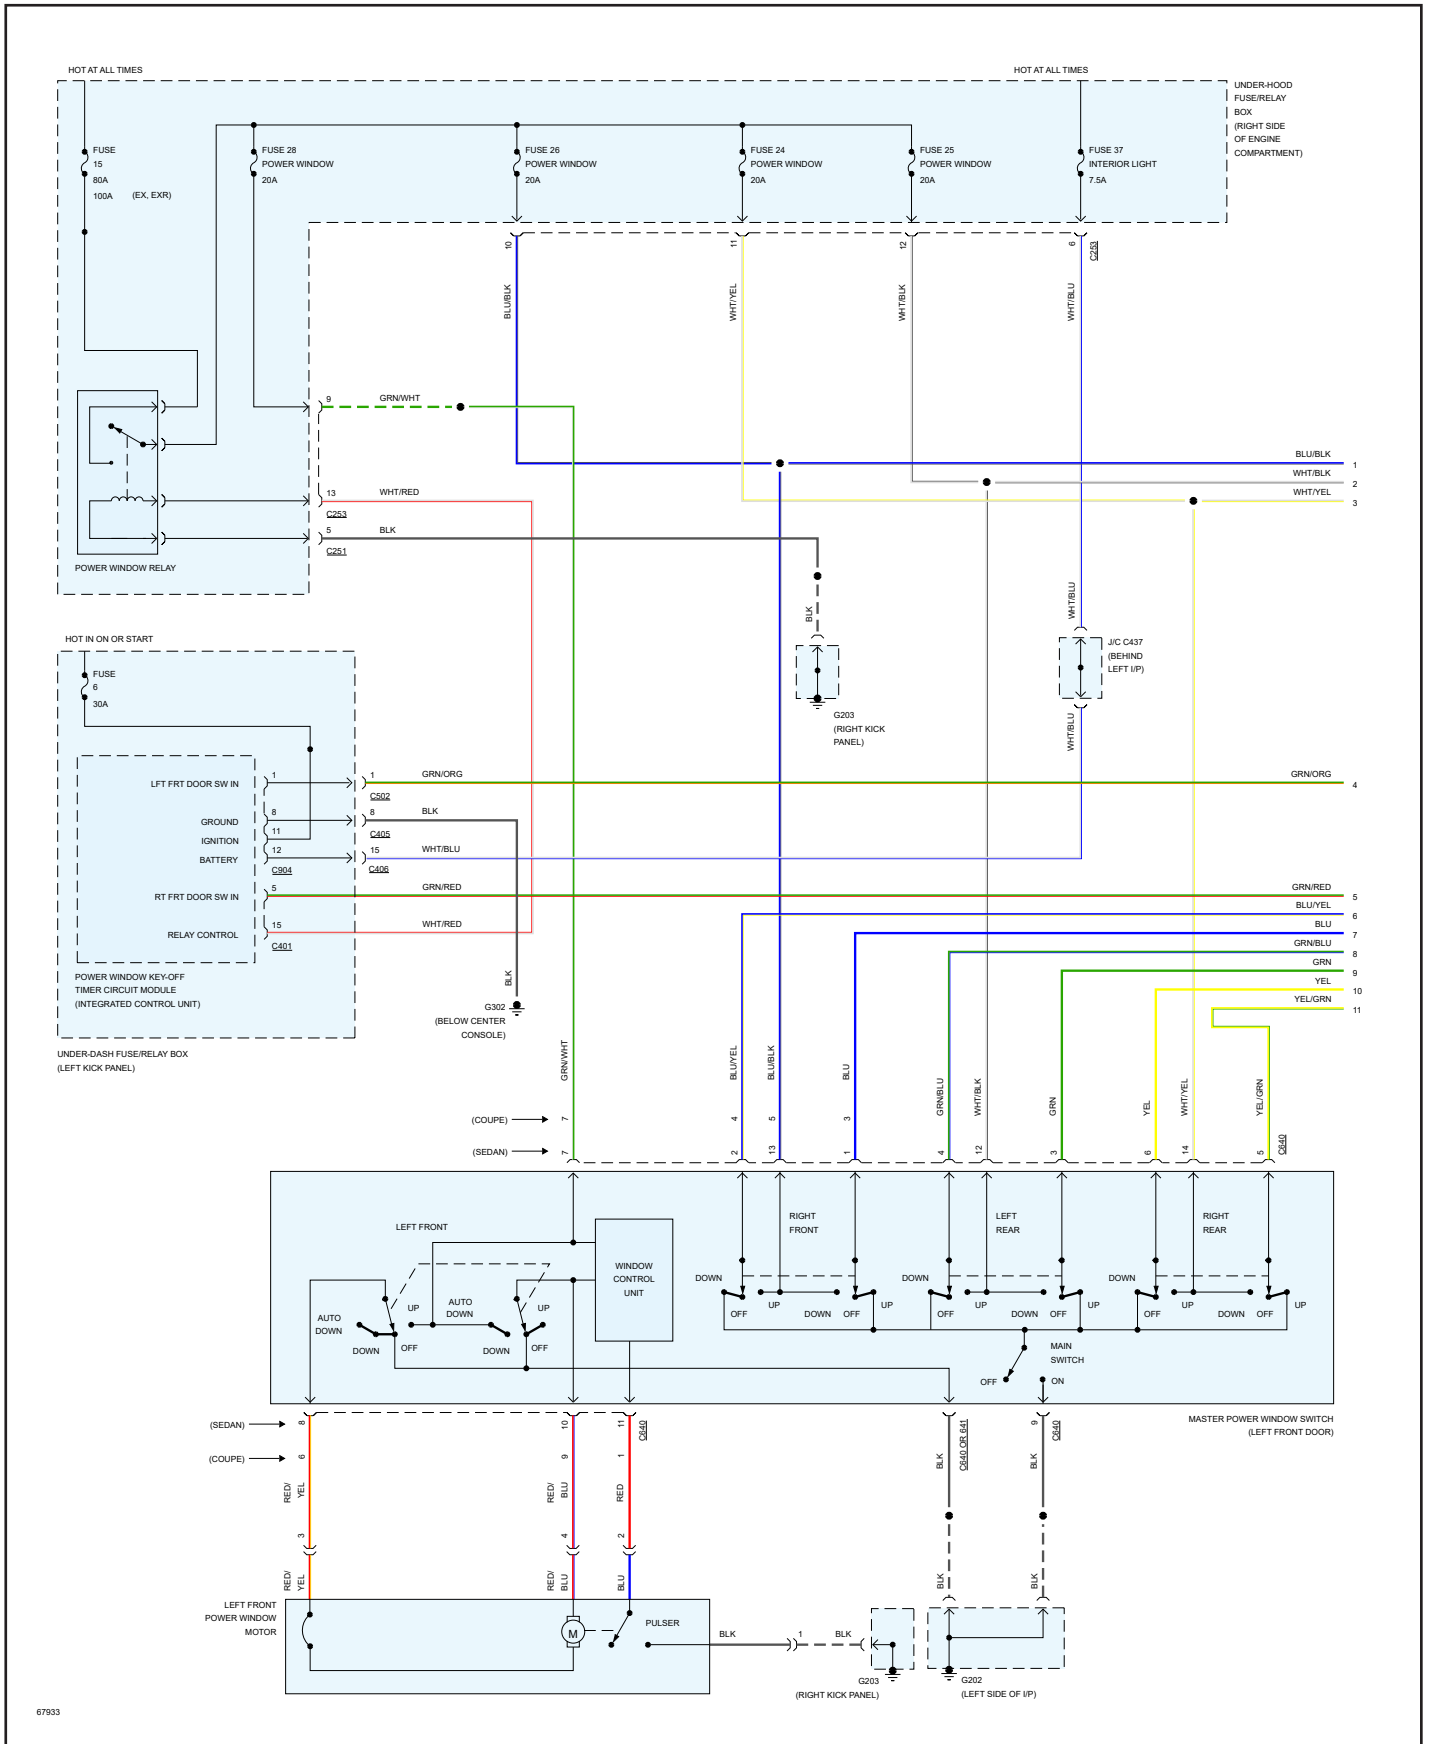 HOT AT ALL TIMES
HOT AT ALL TIMES
UNDER-HOOD
FUSE/RELAY
BOX
(RIGHT SIDE
OF ENGINE
COMPARTMENT)
FUSE
15
80A
100A
(EX, EXR)
FUSE 28
POWER WINDOW
20A
FUSE 26
POWER WINDOW
20A
FUSE 24
POWER WINDOW
20A
FUSE 25
POWER WINDOW
20A
FUSE 37
INTERIOR LIGHT
7.5A
10
11
12
6
C253
BLU/BLK
WHT/YEL
WHT/BLK
WHT/BLU
9
GRN/WHT
13
WHT/RED
C253
5
BLK
C251
POWER WINDOW RELAY
BLU/BLK
1
WHT/BLK
2
WHT/YEL
3
BLK
WHT/BLU
J/C C437
(BEHIND
LEFT I/P)
G203
(RIGHT KICK
PANEL)
WHT/BLU
HOT IN ON OR START
FUSE
6
30A
LFT FRT DOOR SW IN
1
1
GRN/ORG
GRN/ORG
4
C502
GROUND
8
8
BLK
C405
IGNITION
11
BATTERY
12
15
WHT/BLU
C904
C406
RT FRT DOOR SW IN
5
GRN/RED
GRN/RED
5
BLU/YEL
6
RELAY CONTROL
15
WHT/RED
C401
BLU
7
GRN/BLU
8
GRN
9
YEL
10
YEL/GRN
11
POWER WINDOW KEY-OFF
TIMER CIRCUIT MODULE
(INTEGRATED CONTROL UNIT)
BLK
G302
(BELOW CENTER
CONSOLE)
UNDER-DASH FUSE/RELAY BOX
(LEFT KICK PANEL)
GRN/WHT
BLU/YEL
BLU/BLK
BLU
GRN/BLU
WHT/BLK
GRN
YEL
WHT/YEL
YEL/GRN
(COUPE)
7
4
5
3
(SEDAN)
7
2
13
1
4
12
3
6
14
5
C640
LEFT FRONT
WINDOW
CONTROL
UNIT
RIGHT
FRONT
LEFT
REAR
RIGHT
REAR
AUTO
DOWN
DOWN
OFF
UP
AUTO
DOWN
DOWN
UP
OFF
DOWN
OFF
UP
DOWN
OFF
UP
DOWN
OFF
UP
DOWN
OFF
UP
DOWN
OFF
UP
DOWN
OFF
UP
MAIN
SWITCH
OFF
ON
MASTER POWER WINDOW SWITCH
(LEFT FRONT DOOR)
(SEDAN)
8
10
11
C640
C640 OR 641
9
C640
(COUPE)
6
9
1
BLK
BLK
RED/
YEL
RED/
BLU
RED
3
4
2
RED/
YEL
RED/
BLU
BLU
BLK
BLK
LEFT FRONT
POWER WINDOW
MOTOR
M
PULSER
BLK
1
BLK
G203
(RIGHT KICK PANEL)
G202
(LEFT SIDE OF I/P)
67933